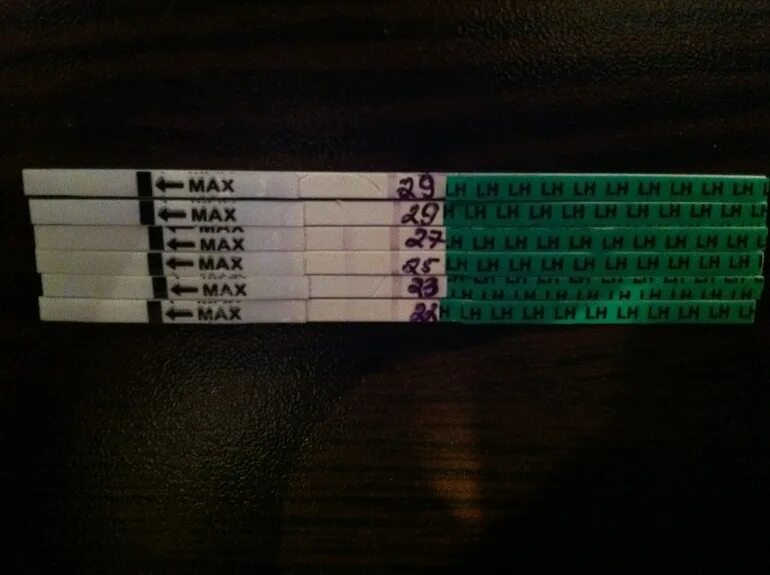 ← MAX 29 LH LH LH LH LH LH LH LH LH LH L
← MAX 29 H LH LH LH LH LH LH LH LH LH LH
← MAX 27 LH LH LH LH LH LH LH LH LH LH L
← MAX 25 LH LH LH LH LH LH LH LH LH LH
← MAX 23 LH LH LH LH LH LH LH LH LH LH
← MAX 22 H LH LH LH LH LH LH LH LH LH L